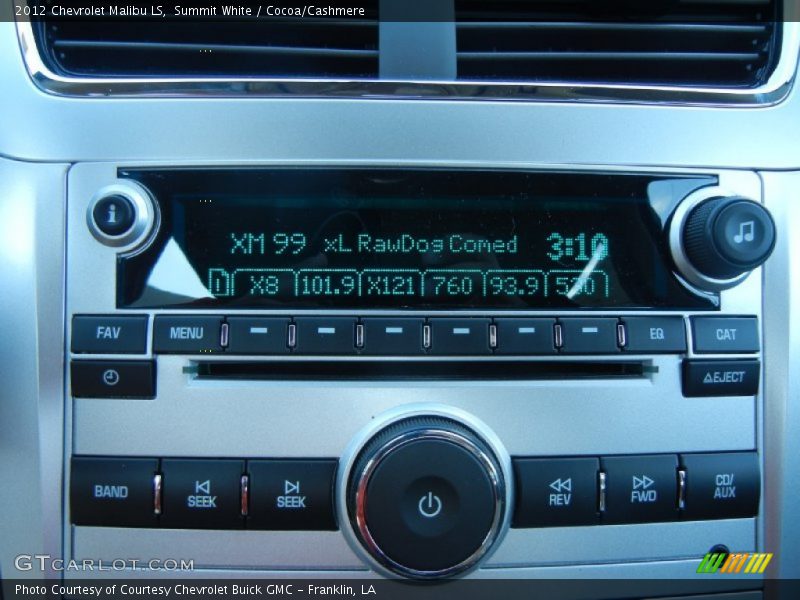 2012 Chevrolet Malibu LS, Summit White / Cocoa/Cashmere
i
XM 99 xL RawDog Comed 3:10
D X8 101.9 X121 760 93.9
FAV MENU EQ CAT
EJECT
BAND SEEK SEEK REV FWD CD/AUX
GTCARLOT.COM
Photo Courtesy of Courtesy Chevrolet Buick GMC - Franklin, LA